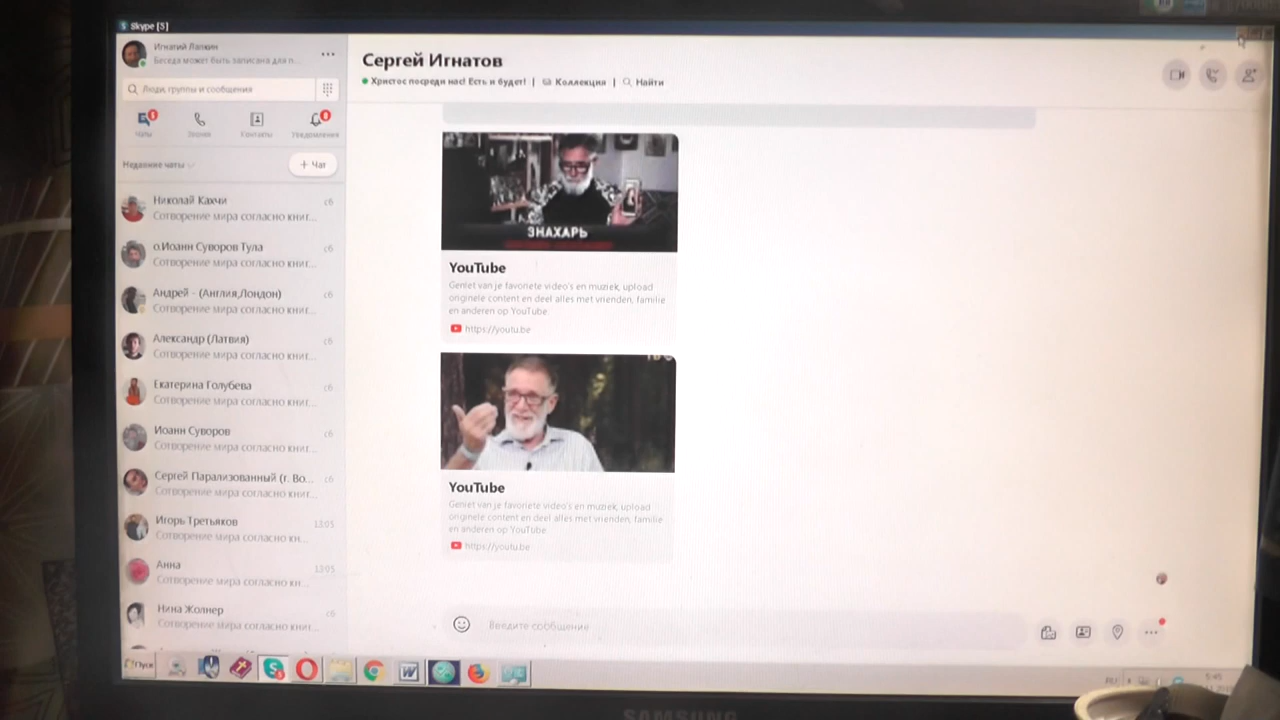 Skype [5]
Игнатий Лапкин
Беседа может быть записана для п...
Люди, группы и сообщения
Чаты
Звонки
Контакты
Уведомления
Недавние чаты
+ Чат
Николай Качи
сб
Сотворение мира согласно книг...
о.Иоанн Суворов Тула
сб
Сотворение мира согласно книг...
Андрей - (Англия,Лондон)
сб
Сотворение мира согласно книг...
Александр (Латвия)
сб
Сотворение мира согласно книг...
Екатерина Голубева
сб
Сотворение мира согласно книг...
Иоанн Суворов
сб
Сотворение мира согласно книг...
Сергей Парализованный (г. Во...
сб
Сотворение мира согласно книг...
Игорь Третьяков
13:05
Сотворение мира согласно кн...
Анна
13:05
Сотворение мира согласно кн...
Нина Жолнер
сб
Сотворение мира согласно книг...
Сергей Игнатов
Христос посреди нас! Есть и будет! | Коллекция | Найти
ЗНАХАРЬ
YouTube
Geniet van je favoriete video's en muziek, upload
originele content en deel alles met vrienden, familie
en anderen op YouTube.
https://youtu.be
YouTube
Geniet van je favoriete video's en muziek, upload
originele content en deel alles met vrienden, familie
en anderen op YouTube.
https://youtu.be
Введите сообщение
Пуск
RU
5:45
SAMSUNG